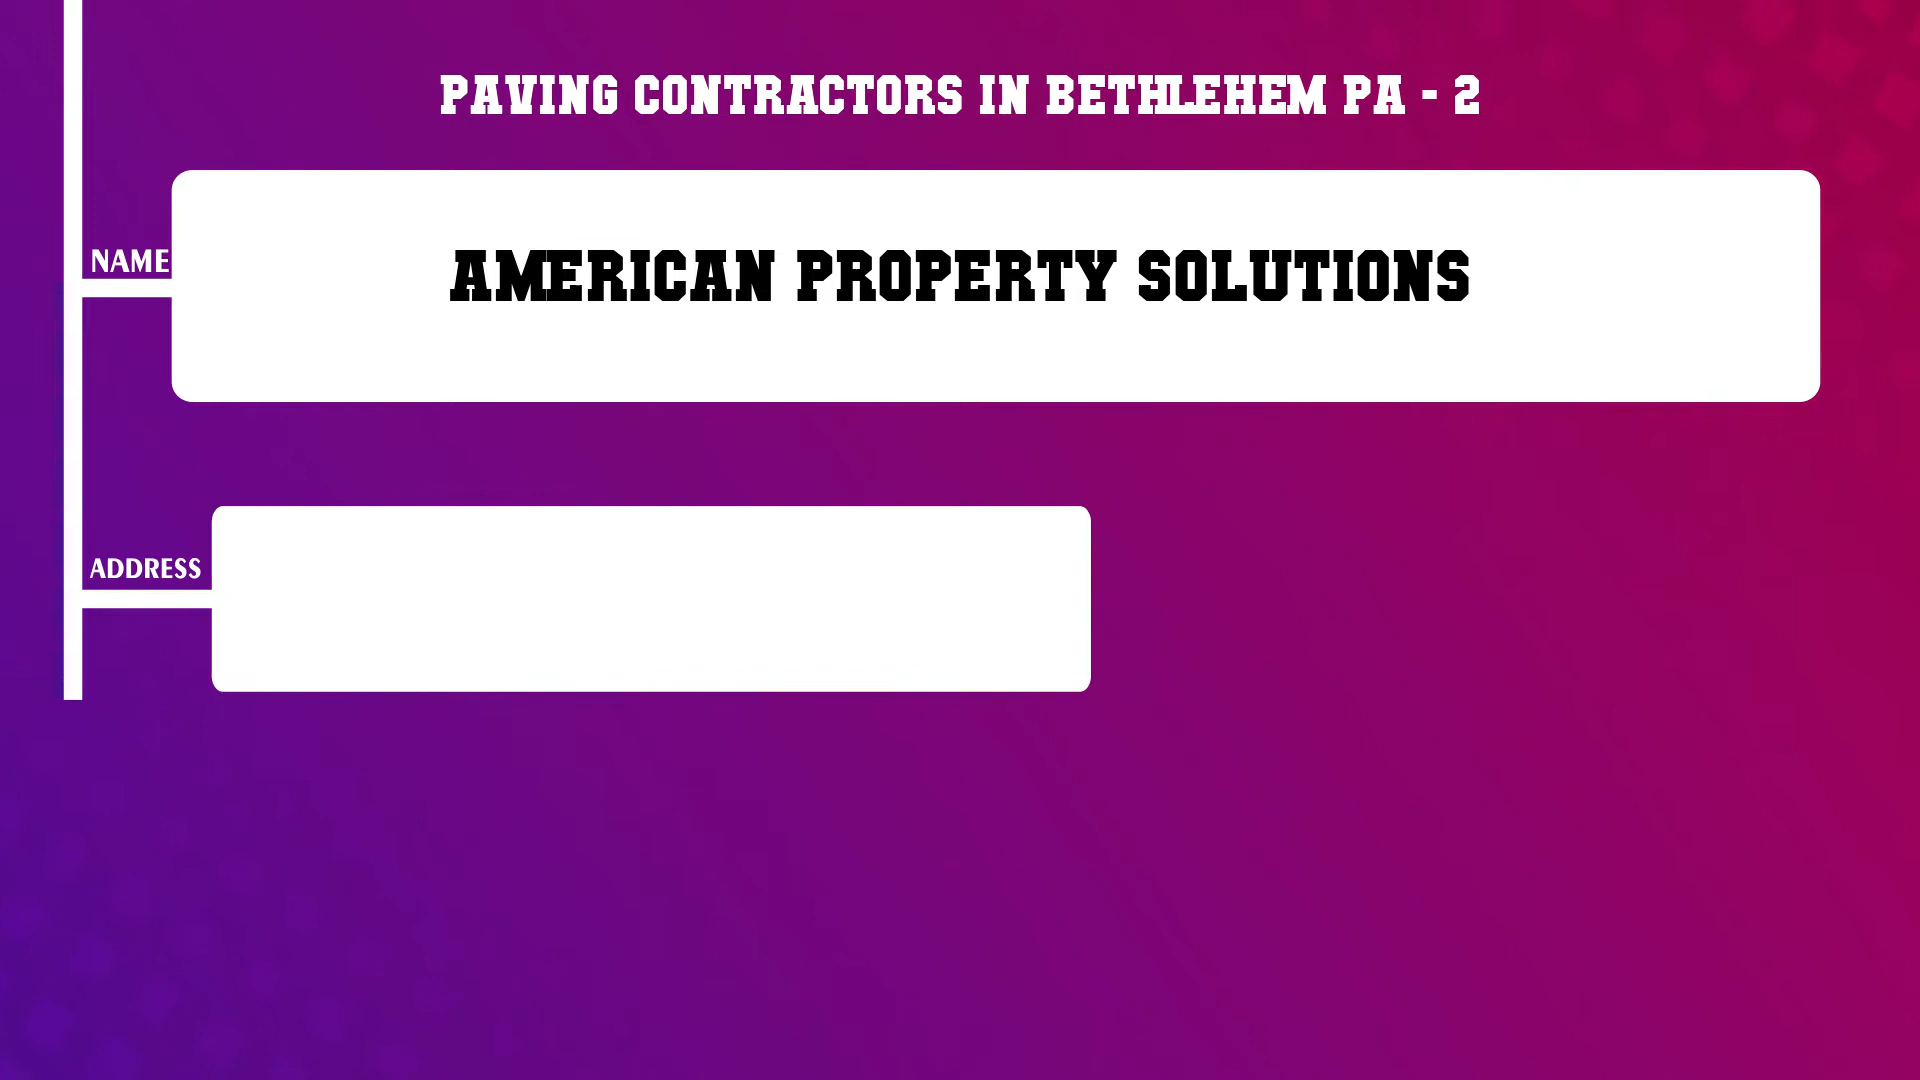 PAVING CONTRACTORS IN BETHLEHEM PA - 2
NAME
AMERICAN PROPERTY SOLUTIONS
ADDRESS